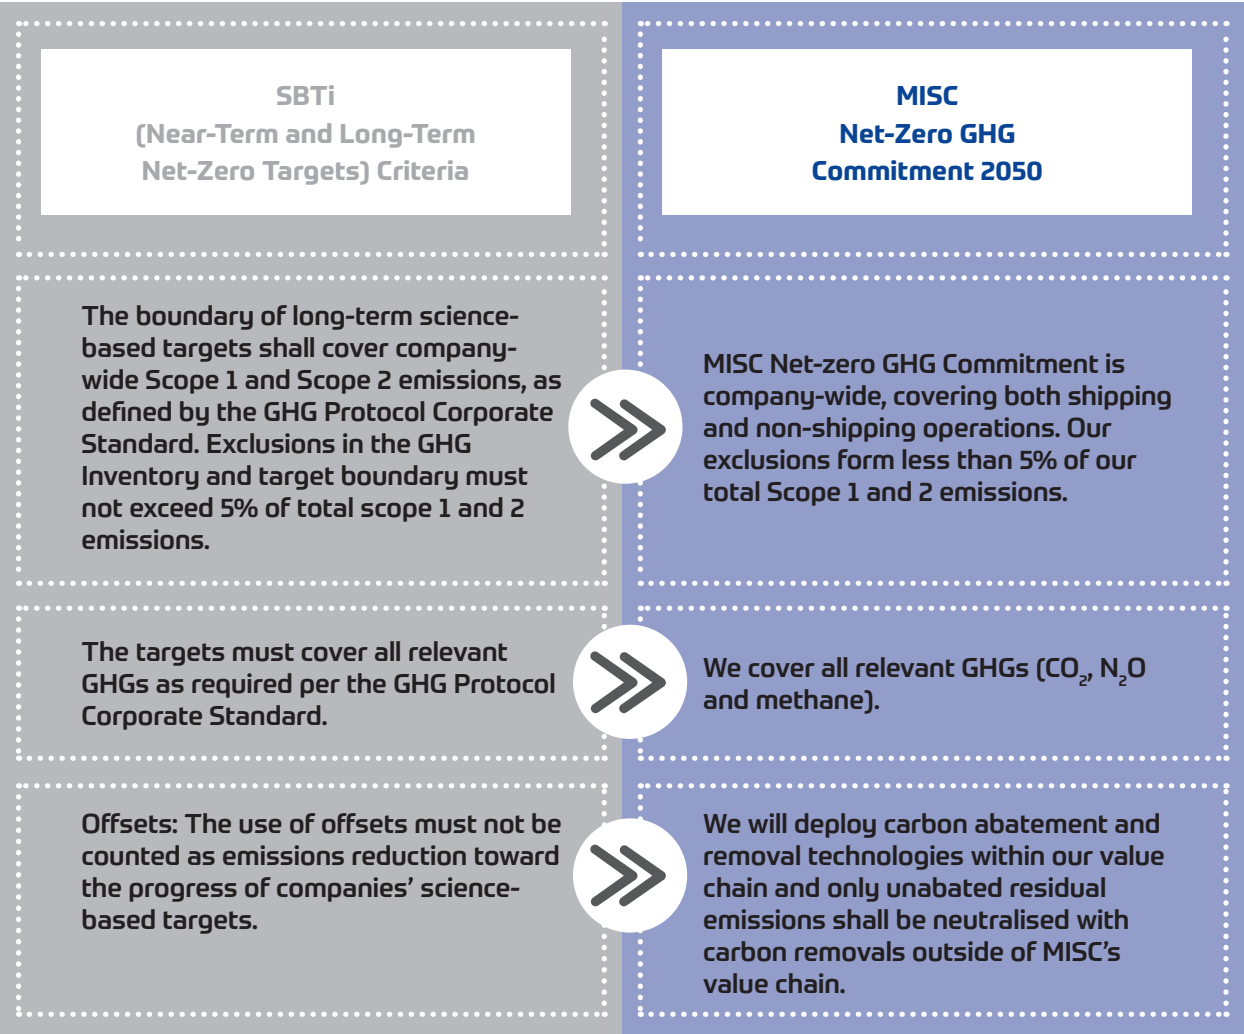 SBTi
(Near-Term and Long-Term
Net-Zero Targets) Criteria
MISC
Net-Zero GHG
Commitment 2050
The boundary of long-term science-
based targets shall cover company-
wide Scope 1 and Scope 2 emissions, as
defined by the GHG Protocol Corporate
Standard. Exclusions in the GHG
Inventory and target boundary must
not exceed 5% of total scope 1 and 2
emissions.
MISC Net-zero GHG Commitment is
company-wide, covering both shipping
and non-shipping operations. Our
exclusions form less than 5% of our
total Scope 1 and 2 emissions.
The targets must cover all relevant
GHGs as required per the GHG Protocol
Corporate Standard.
We cover all relevant GHGs (CO₂, N₂O
and methane).
Offsets: The use of offsets must not be
counted as emissions reduction toward
the progress of companies’ science-
based targets.
We will deploy carbon abatement and
removal technologies within our value
chain and only unabated residual
emissions shall be neutralised with
carbon removals outside of MISC’s
value chain.